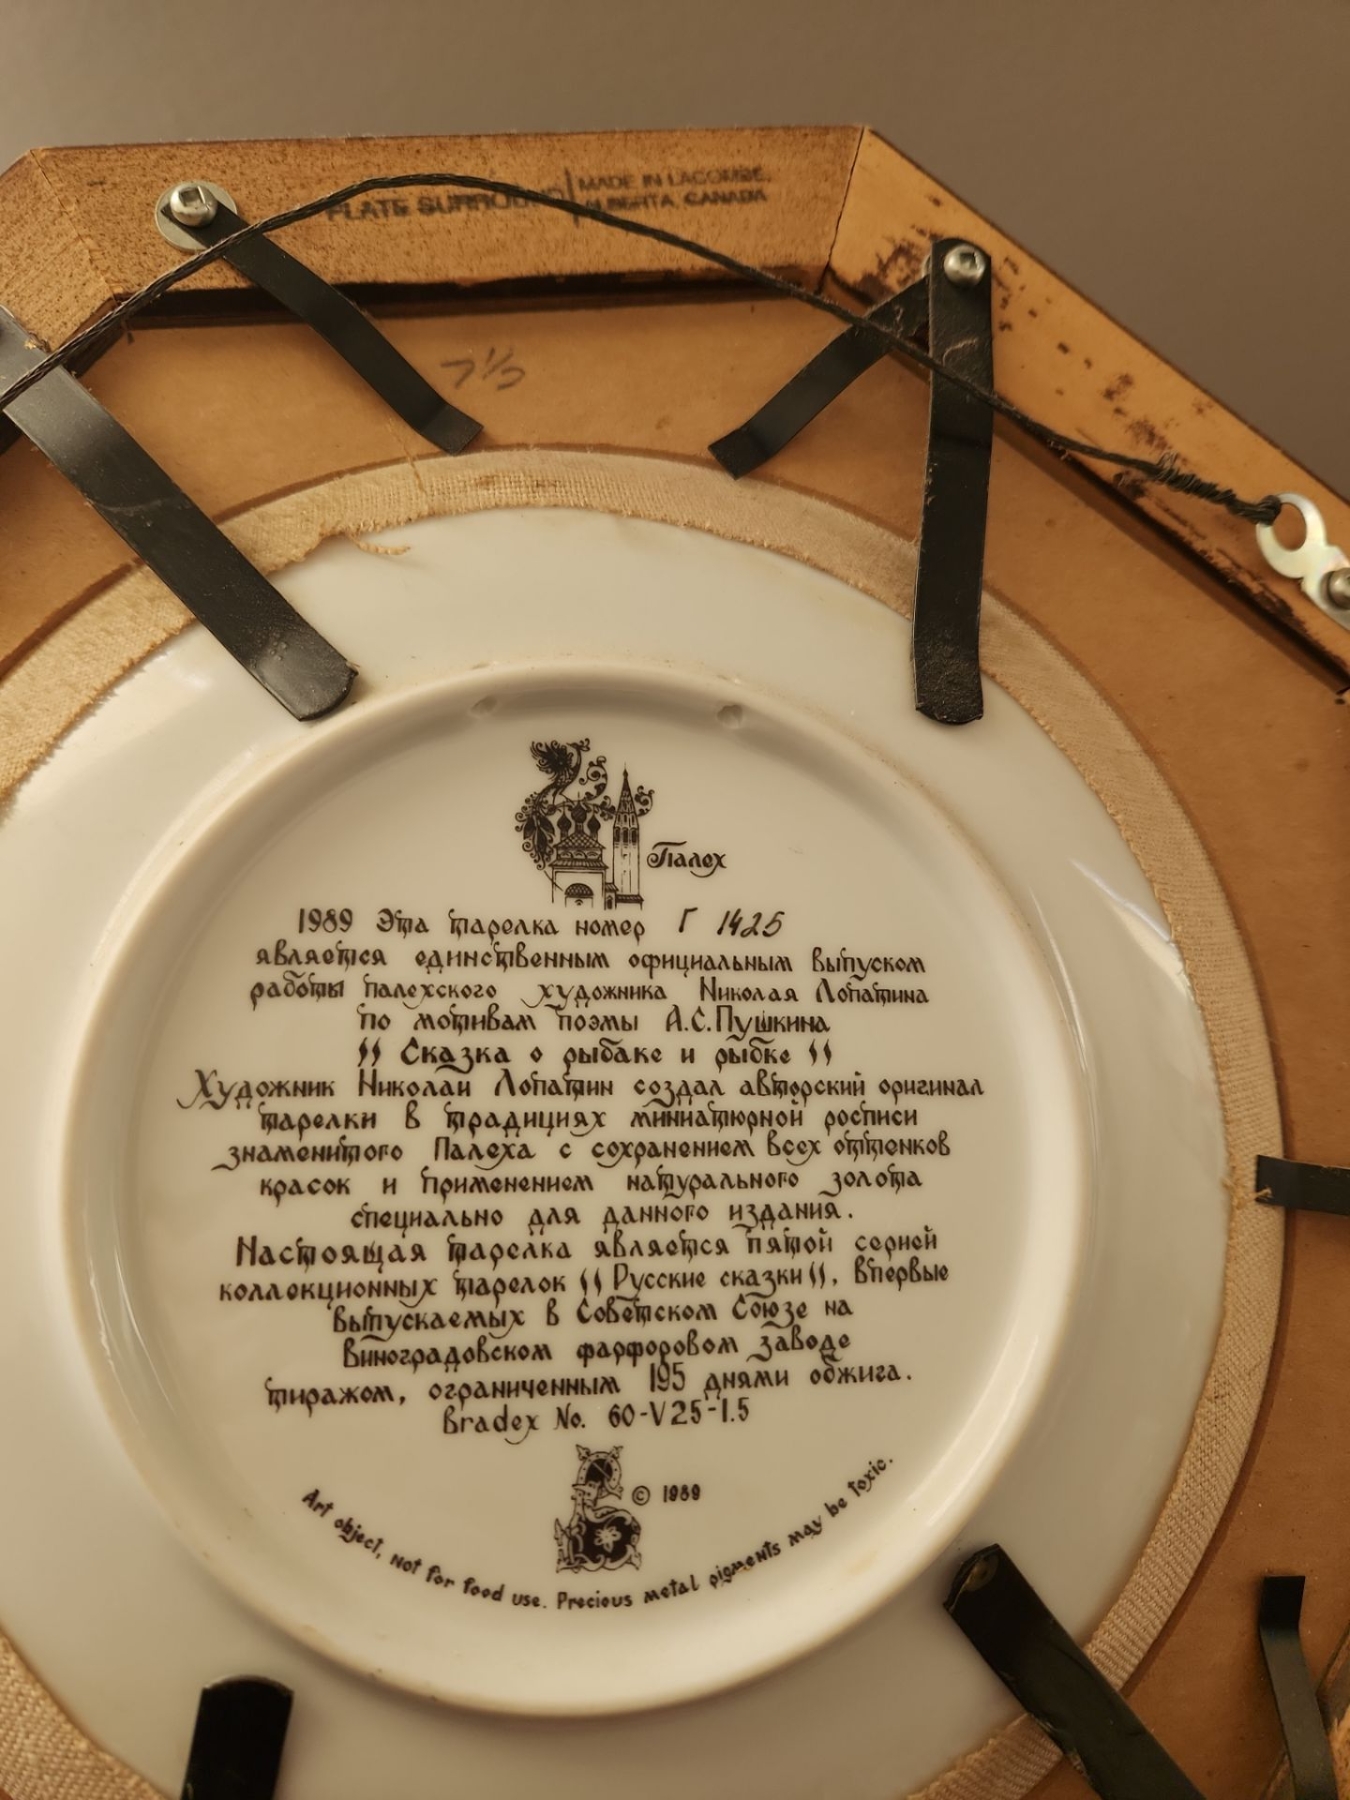 PLATE SURROUND
MADE IN LACOMBE,
ALBERTA, CANADA
7 1/2
Палех
1989 Эта тарелка номер Г 1425
является единственным официальным выпуском
работы палехского художника Николая Лопатина
по мотивам поэмы А.С.Пушкина
"Сказка о рыбаке и рыбке"
Художник Николай Лопатин создал авторский оригинал
тарелки в традициях миниатюрной росписи
знаменитого Палеха с сохранением всех оттенков
красок и применением натурального золота
специально для данного издания.
Настоящая тарелка является пятой серией
коллекционных тарелок "Русские сказки", впервые
выпускаемых в Советском Союзе на
Виноградовском фарфоровом заводе
тиражом, ограниченным 195 днями обжига.
Bradex No. 60-V25-1.5
© 1989
Art object, not for food use. Precious metal pigments may be toxic.